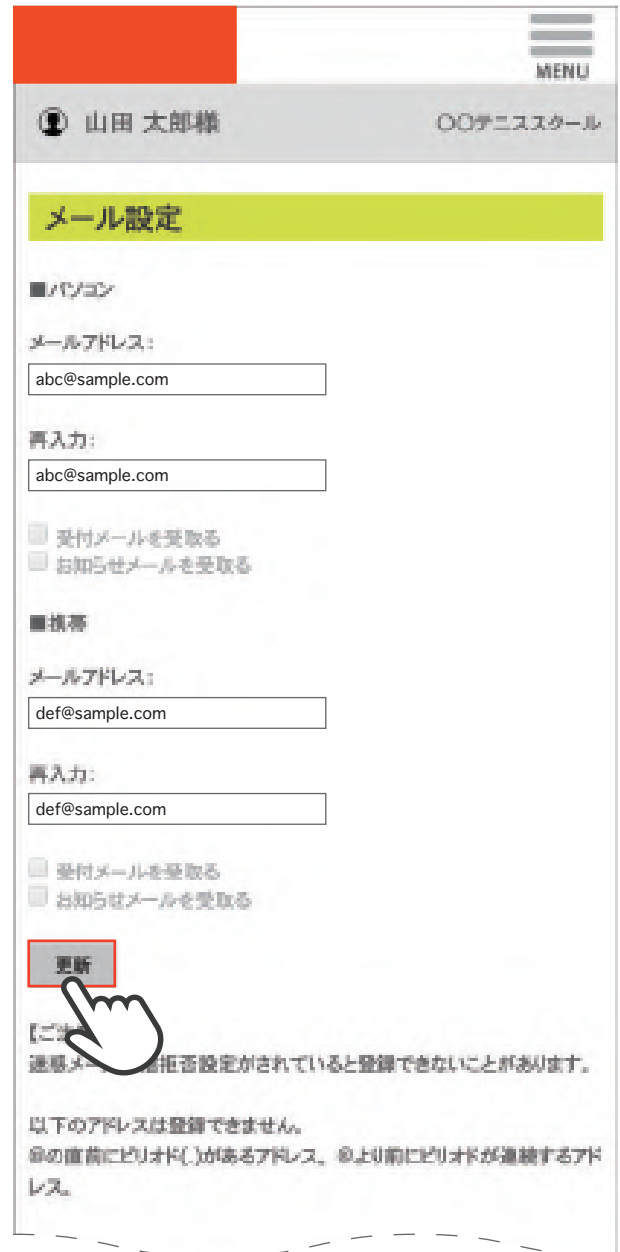 MENU
山田 太郎様
〇〇テニススクール
メール設定
■パソコン
メールアドレス:
abc@sample.com
再入力:
abc@sample.com
受付メールを受取る
お知らせメールを受取る
■携帯
メールアドレス:
def@sample.com
再入力:
def@sample.com
受付メールを受取る
お知らせメールを受取る
更新
【ご
迷惑メー 拒否設定がされていると登録できないことがあります。
以下のアドレスは登録できません。
@の直前にピリオド(.)があるアドレス。@より前にピリオドが連続するアド
レス。